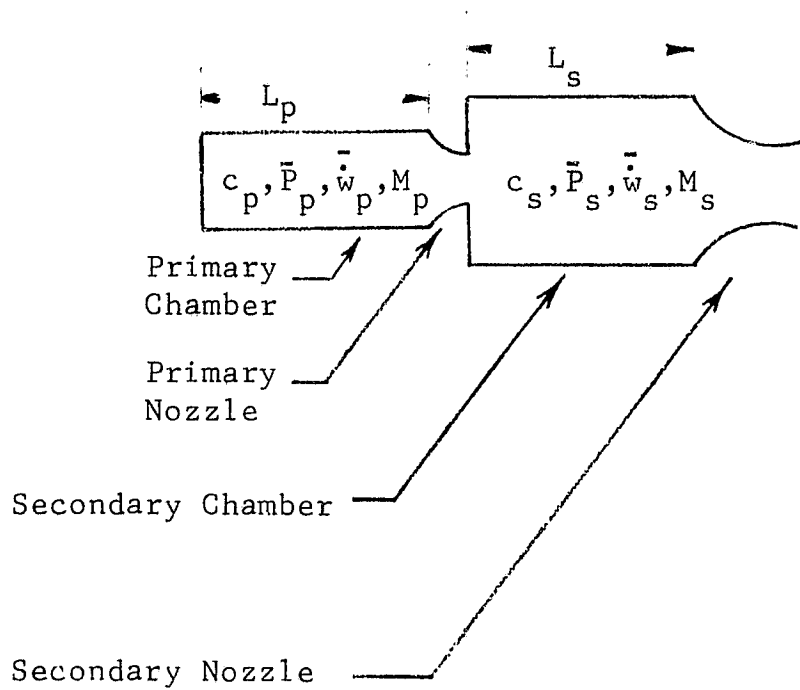 L_s
L_p
c_p, P̄_p, ẇ̄_p, M_p
c_s, P̄_s, ẇ̄_s, M_s
Primary
Chamber
Primary
Nozzle
Secondary Chamber
Secondary Nozzle